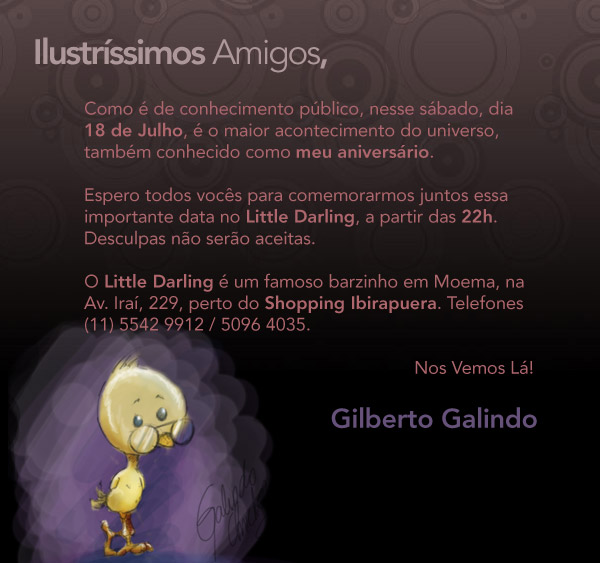 Ilustríssimos Amigos,
Como é de conhecimento público, nesse sábado, dia
18 de Julho, é o maior acontecimento do universo,
também conhecido como meu aniversário.
Espero todos vocês para comemorarmos juntos essa
importante data no Little Darling, a partir das 22h.
Desculpas não serão aceitas.
O Little Darling é um famoso barzinho em Moema, na
Av. Iraí, 229, perto do Shopping Ibirapuera. Telefones
(11) 5542 9912 / 5096 4035.
Nos Vemos Lá!
Gilberto Galindo
Galindo